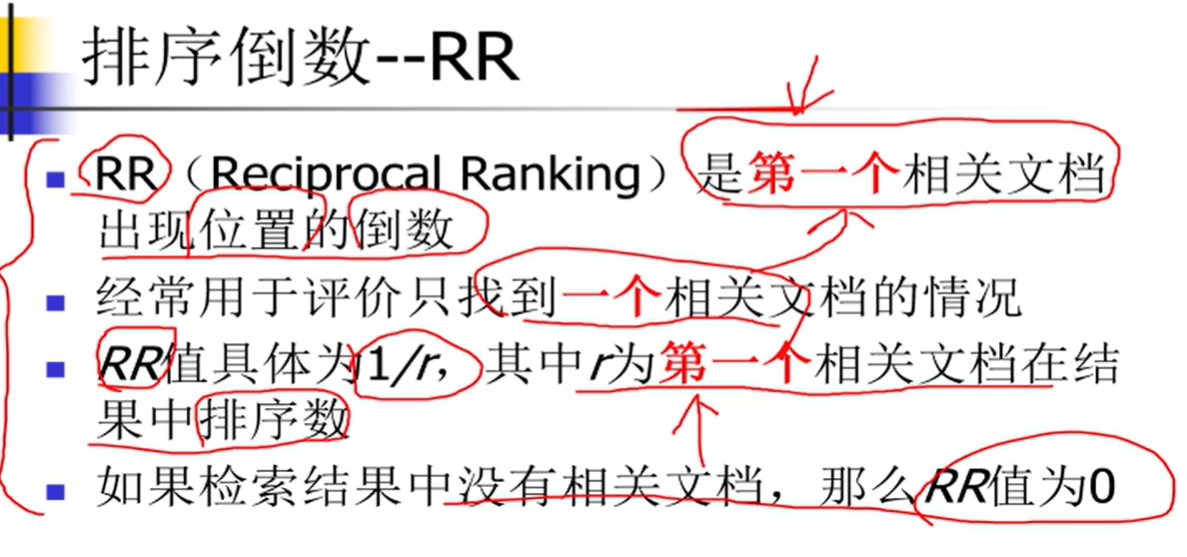 排序倒数--RR
RR（Reciprocal Ranking）是第一个相关文档
出现位置的倒数
经常用于评价只找到一个相关文档的情况
RR值具体为1/r，其中r为第一个相关文档在结
果中排序数
如果检索结果中没有相关文档，那么RR值为0